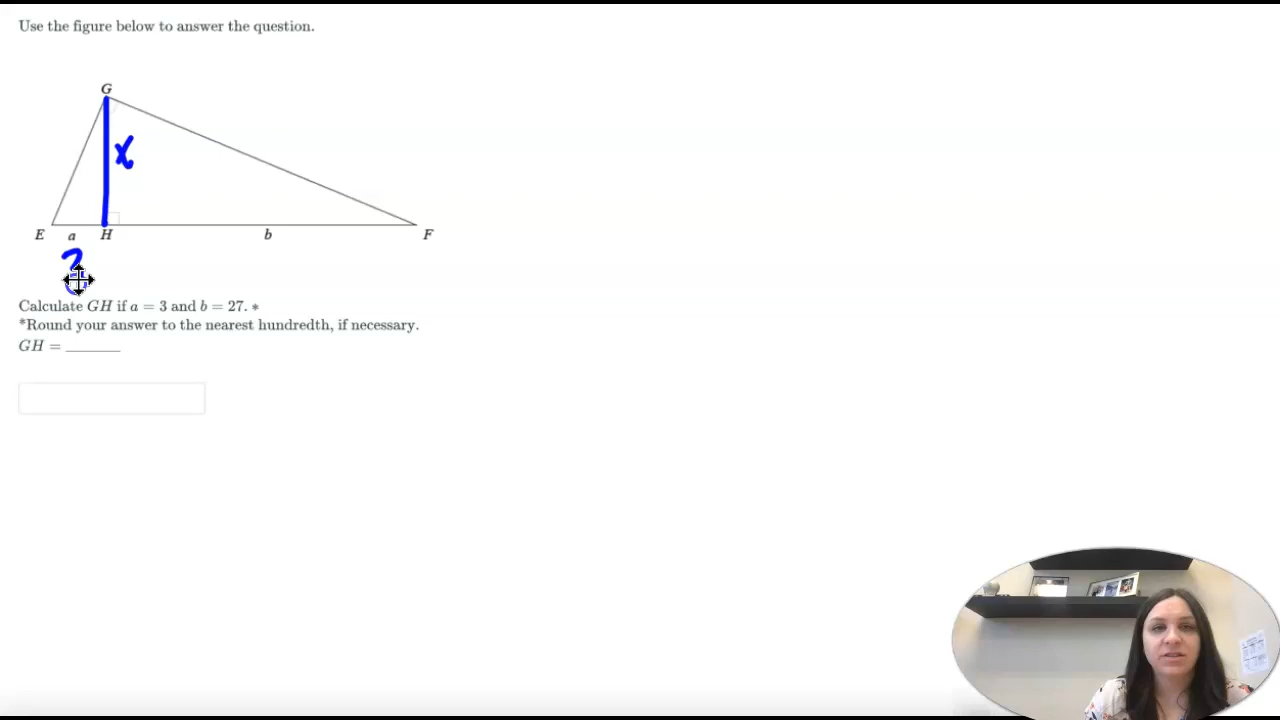 Use the figure below to answer the question.
G
x
E a H b F
3
Calculate GH if a = 3 and b = 27. *
*Round your answer to the nearest hundredth, if necessary.
GH = ______